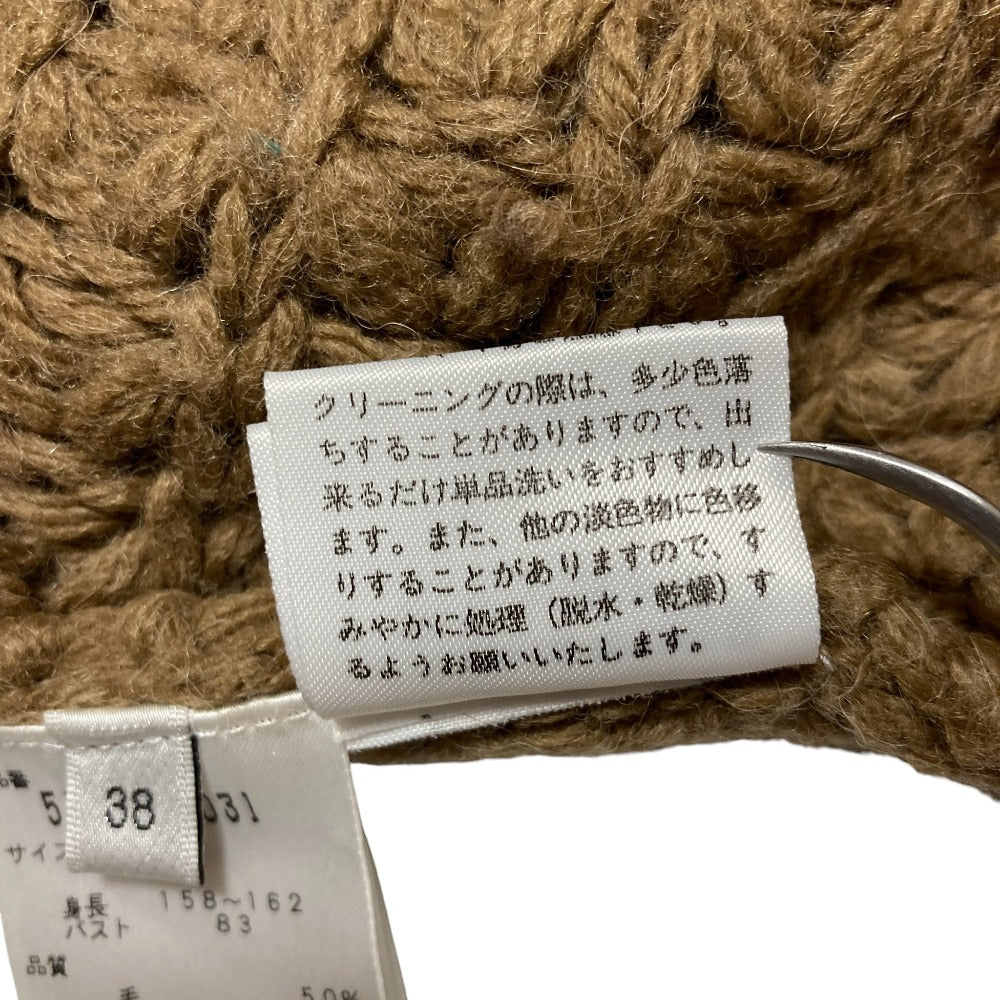 クリーニングの際は、多少色落
ちすることがありますので、出
来るだけ単品洗いをおすすめし
ます。また、他の淡色物に色移
りすることがありますので、す
みやかに処理（脱水・乾燥）す
るようお願いいたします。
品番
5 031
38
サイズ
身長 158～162
バスト 83
品質
毛 50%